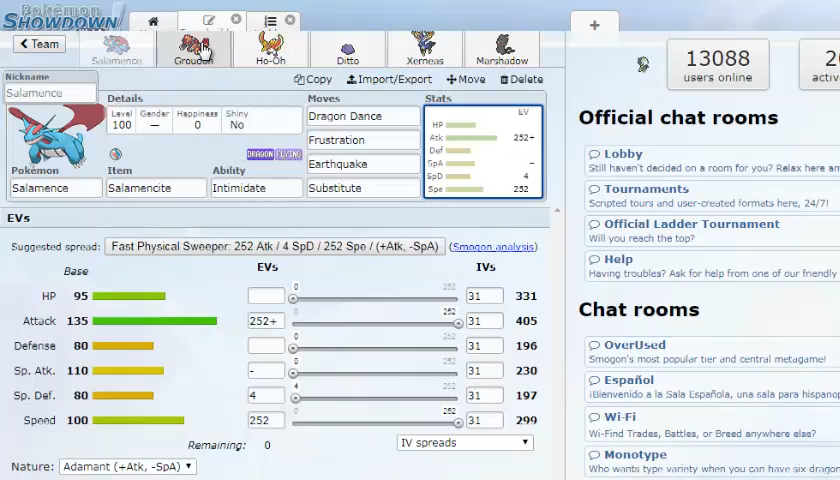 Pokémon
SHOWDOWN!
Team
Salamence
Groudon
Ho-Oh
Ditto
Xerneas
Marshadow
Copy
Import/Export
Move
Delete
Nickname
Salamence
Details
Level
100
Gender
—
Happiness
0
Shiny
No
DRAGON
FLYING
Pokémon
Salamence
Item
Salamencite
Ability
Intimidate
Moves
Dragon Dance
Frustration
Earthquake
Substitute
Stats
EV
HP
Atk 252+
Def
SpA –
SpD 4
Spe 252
EVs
Suggested spread: Fast Physical Sweeper: 252 Atk / 4 SpD / 252 Spe / (+Atk, -SpA) (Smogon analysis)
Base EVs IVs
HP 95 0 252 31 331
Attack 135 252+ 0 252 31 405
Defense 80 0 252 31 196
Sp. Atk. 110 - 0 252 31 230
Sp. Def. 80 4 4 252 31 197
Speed 100 252 0 252 31 299
Remaining: 0
IV spreads
Nature: Adamant (+Atk, -SpA)
+
13088
users online
active
Official chat rooms
Lobby
Still haven't decided on a room for you? Relax here am
Tournaments
Scripted tours and user-created formats here, 24/7!
Official Ladder Tournament
Will you reach the top?
Help
Having troubles? Ask for help from one of our friendly
Chat rooms
OverUsed
Smogon's most popular tier and central metagame!
Español
¡Bienvenido a la Sala Española, una sala para hispanop
Wi-Fi
Wi-Find Trades, Battles, or Breed anywhere else?
Monotype
Who wants type variety when you can have six dragon